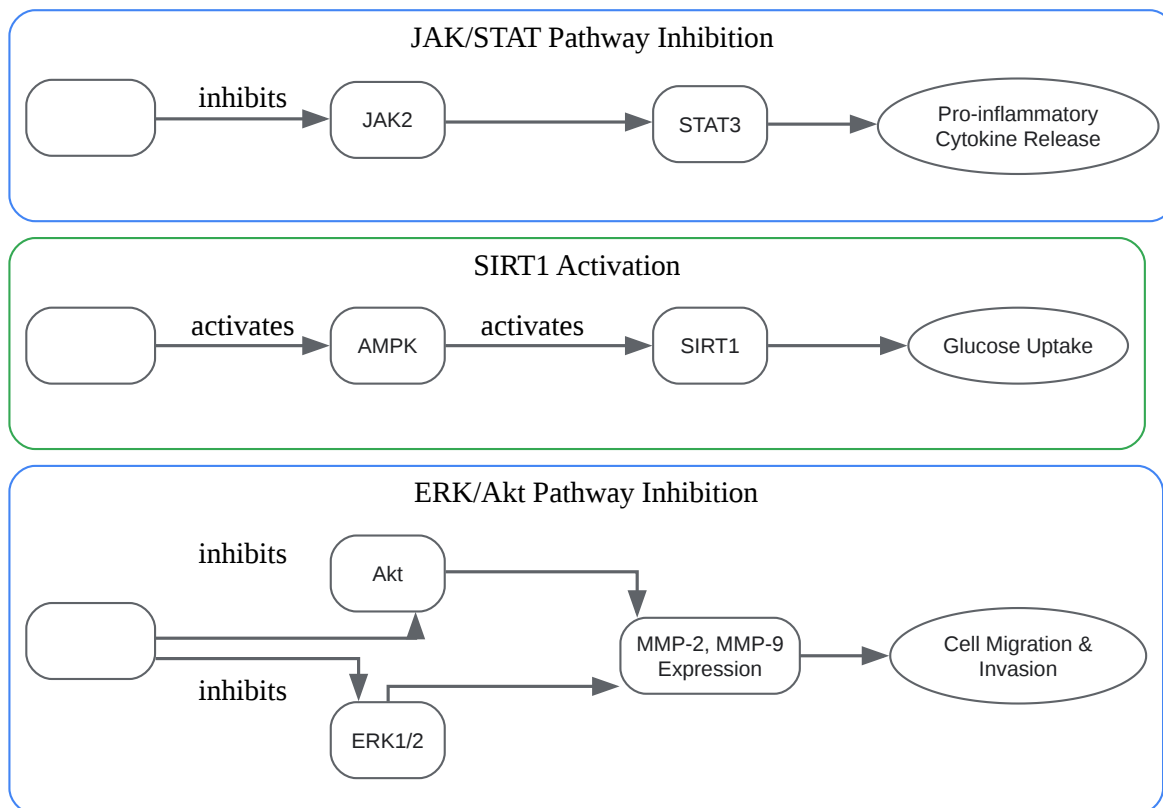 JAK/STAT Pathway Inhibition
inhibits
JAK2
STAT3
Pro-inflammatory
Cytokine Release
SIRT1 Activation
activates
AMPK
activates
SIRT1
Glucose Uptake
ERK/Akt Pathway Inhibition
inhibits
Akt
MMP-2, MMP-9
Expression
Cell Migration &
Invasion
inhibits
ERK1/2